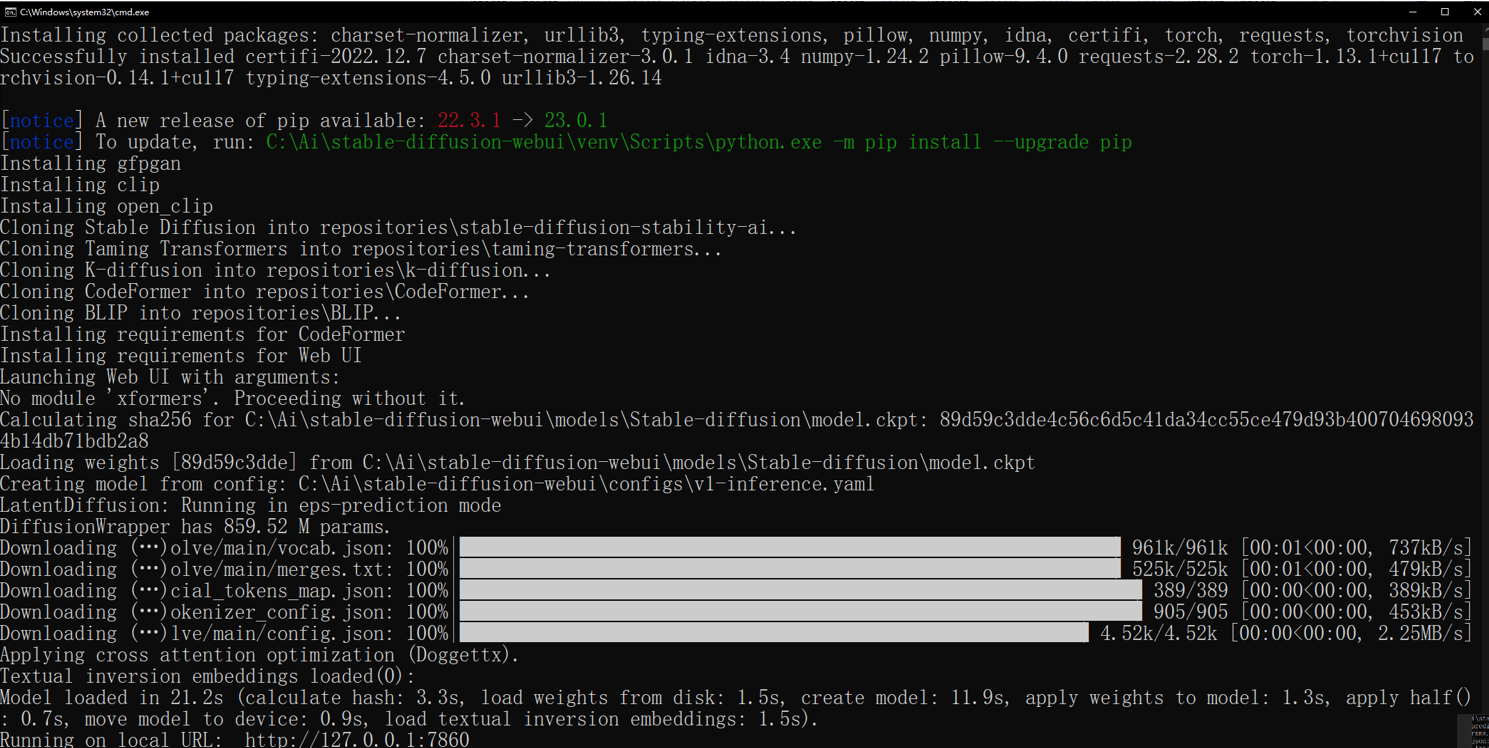 C:\Windows\system32\cmd.exe
Installing collected packages: charset-normalizer, urllib3, typing-extensions, pillow, numpy, idna, certifi, torch, requests, torchvision
Successfully installed certifi-2022.12.7 charset-normalizer-3.0.1 idna-3.4 numpy-1.24.2 pillow-9.4.0 requests-2.28.2 torch-1.13.1+cu117 to
rchvision-0.14.1+cu117 typing-extensions-4.5.0 urllib3-1.26.14
[notice] A new release of pip available: 22.3.1 -> 23.0.1
[notice] To update, run: C:\Ai\stable-diffusion-webui\venv\Scripts\python.exe -m pip install --upgrade pip
Installing gfpgan
Installing clip
Installing open_clip
Cloning Stable Diffusion into repositories\stable-diffusion-stability-ai...
Cloning Taming Transformers into repositories\taming-transformers...
Cloning K-diffusion into repositories\k-diffusion...
Cloning CodeFormer into repositories\CodeFormer...
Cloning BLIP into repositories\BLIP...
Installing requirements for CodeFormer
Installing requirements for Web UI
Launching Web UI with arguments:
No module 'xformers'. Proceeding without it.
Calculating sha256 for C:\Ai\stable-diffusion-webui\models\Stable-diffusion\model.ckpt: 89d59c3dde4c56c6d5c41da34cc55ce479d93b400704698093
4b14db71bdb2a8
Loading weights [89d59c3dde] from C:\Ai\stable-diffusion-webui\models\Stable-diffusion\model.ckpt
Creating model from config: C:\Ai\stable-diffusion-webui\configs\v1-inference.yaml
LatentDiffusion: Running in eps-prediction mode
DiffusionWrapper has 859.52 M params.
Downloading (…)olve/main/vocab.json: 100% 961k/961k [00:01<00:00, 737kB/s]
Downloading (…)olve/main/merges.txt: 100% 525k/525k [00:01<00:00, 479kB/s]
Downloading (…)cial_tokens_map.json: 100% 389/389 [00:00<00:00, 389kB/s]
Downloading (…)okenizer_config.json: 100% 905/905 [00:00<00:00, 453kB/s]
Downloading (…)lve/main/config.json: 100% 4.52k/4.52k [00:00<00:00, 2.25MB/s]
Applying cross attention optimization (Doggettx).
Textual inversion embeddings loaded(0):
Model loaded in 21.2s (calculate hash: 3.3s, load weights from disk: 1.5s, create model: 11.9s, apply weights to model: 1.3s, apply half()
: 0.7s, move model to device: 0.9s, load textual inversion embeddings: 1.5s).
Running on local URL:  http://127.0.0.1:7860